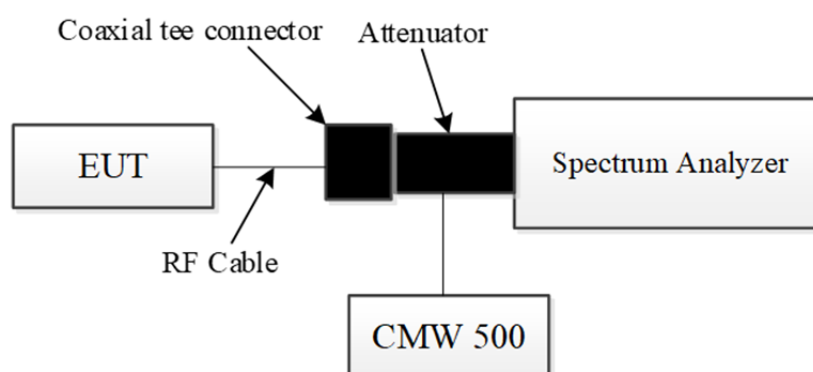 Coaxial tee connector
Attenuator
EUT
Spectrum Analyzer
RF Cable
CMW 500